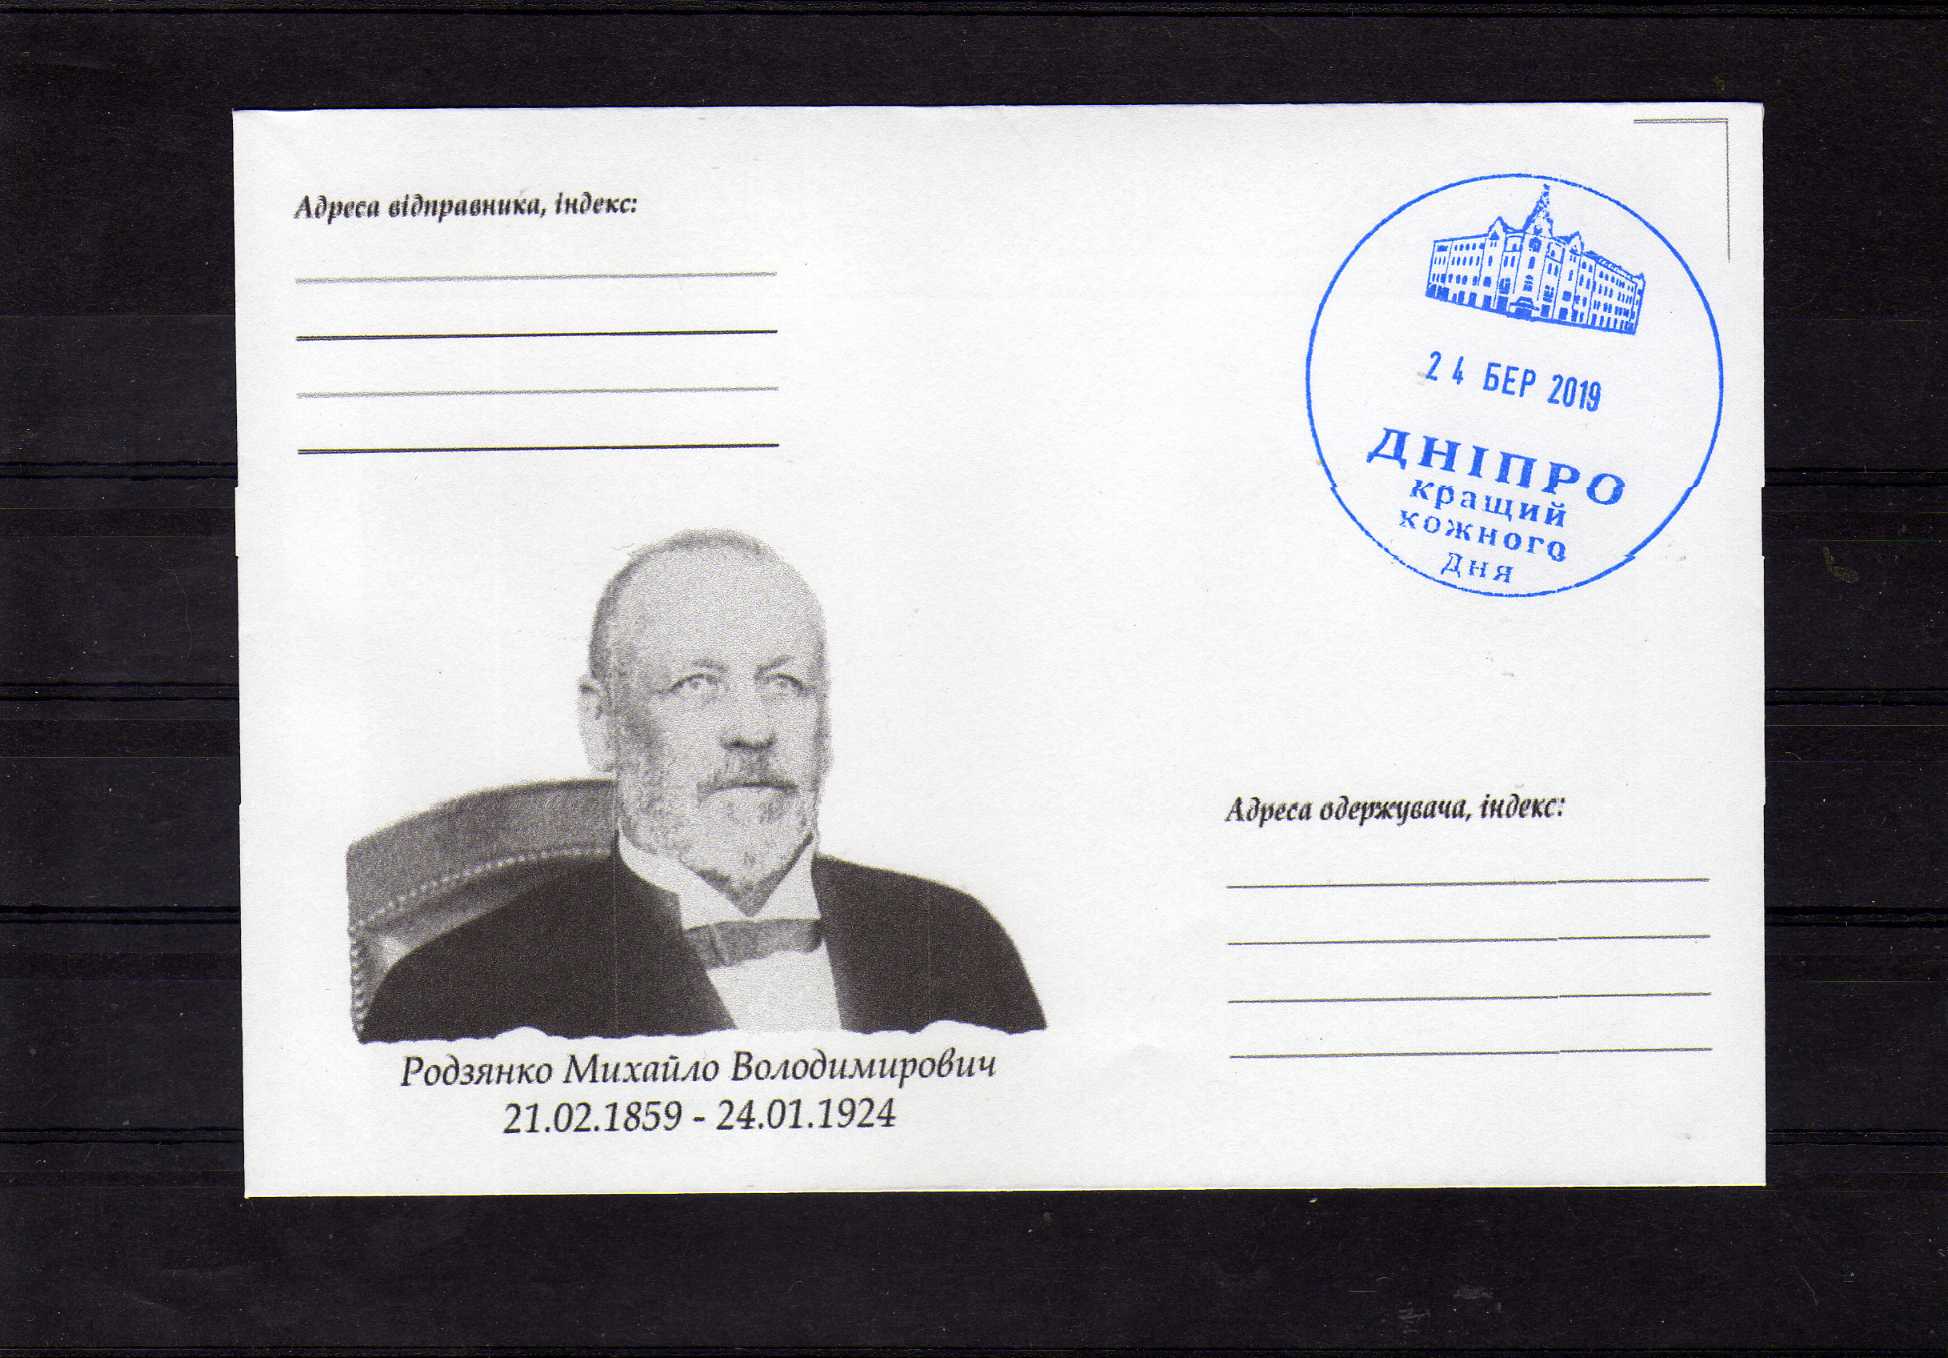 Адреса відправника, індекс:
24 БЕР 2019
ДНІПРО
кращий
кожного
дня
Адреса одержувача, індекс:
Родзянко Михайло Володимирович
21.02.1859 - 24.01.1924